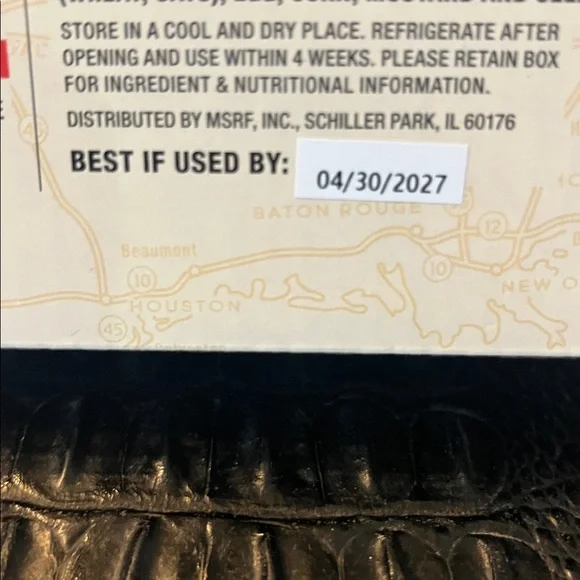 STORE IN A COOL AND DRY PLACE. REFRIGERATE AFTER
OPENING AND USE WITHIN 4 WEEKS. PLEASE RETAIN BOX
FOR INGREDIENT & NUTRITIONAL INFORMATION.
DISTRIBUTED BY MSRF, INC., SCHILLER PARK, IL 60176
BEST IF USED BY: 04/30/2027
BATON ROUGE
12
Beaumont
10
10
NEW O
HOUSTON
45